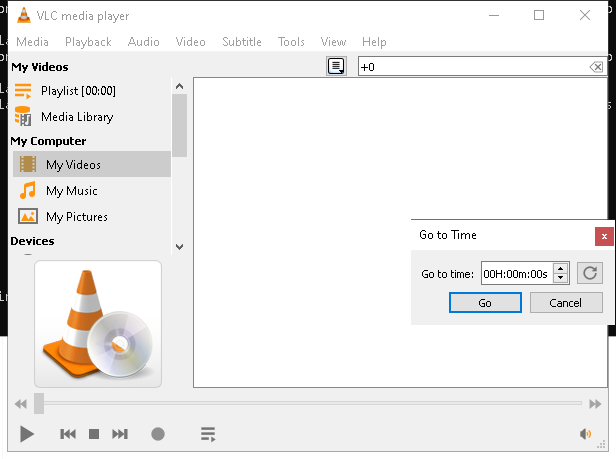 VLC media player
Media Playback Audio Video Subtitle Tools View Help
My Videos
+0
Playlist [00:00]
Media Library
My Computer
My Videos
My Music
My Pictures
Devices
Go to Time
Go to time: 00H:00m:00s
Go Cancel